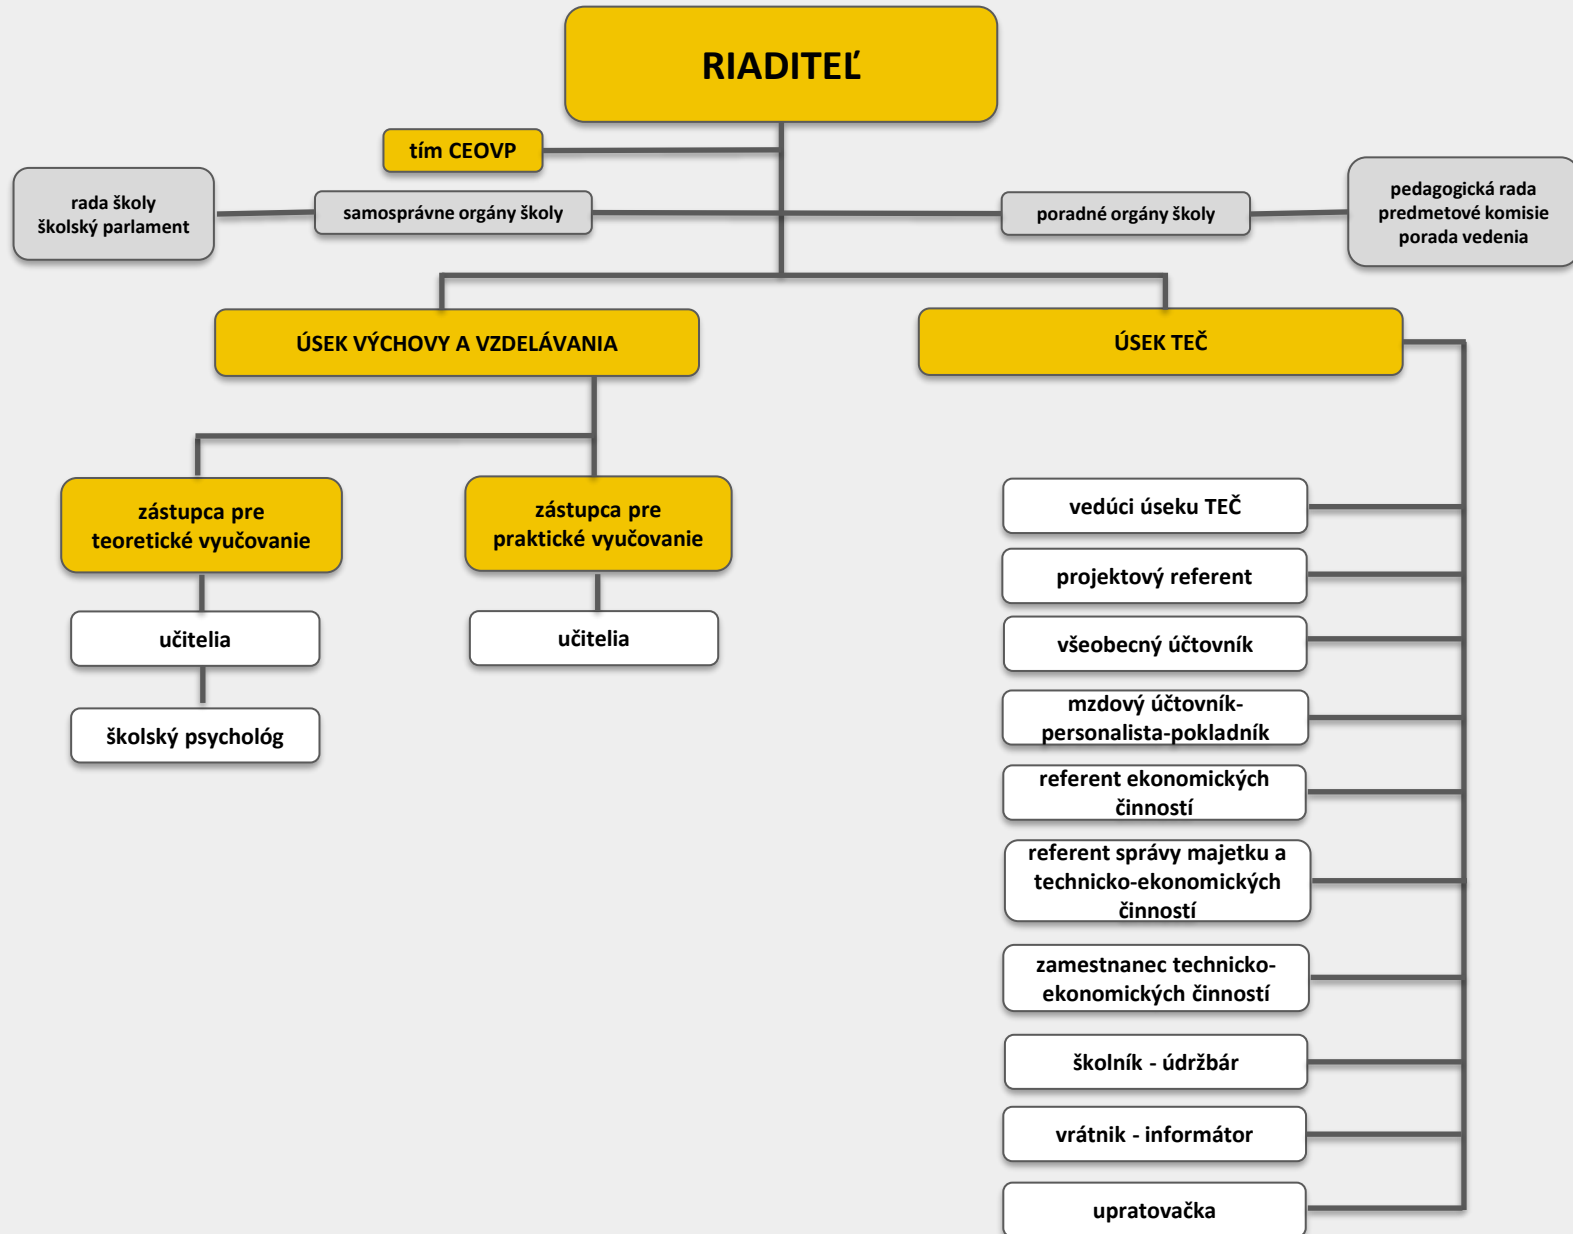 RIADITEĽ
tím CEOVP
rada školy
školský parlament
samosprávne orgány školy
poradné orgány školy
pedagogická rada
predmetové komisie
porada vedenia
ÚSEK VÝCHOVY A VZDELÁVANIA
ÚSEK TEČ
zástupca pre
teoretické vyučovanie
zástupca pre
praktické vyučovanie
učitelia
učitelia
školský psychológ
vedúci úseku TEČ
projektový referent
všeobecný účtovník
mzdový účtovník-
personalista-pokladník
referent ekonomických
činností
referent správy majetku a
technicko-ekonomických
činností
zamestnanec technicko-
ekonomických činností
školník - údržbár
vrátnik - informátor
upratovačka